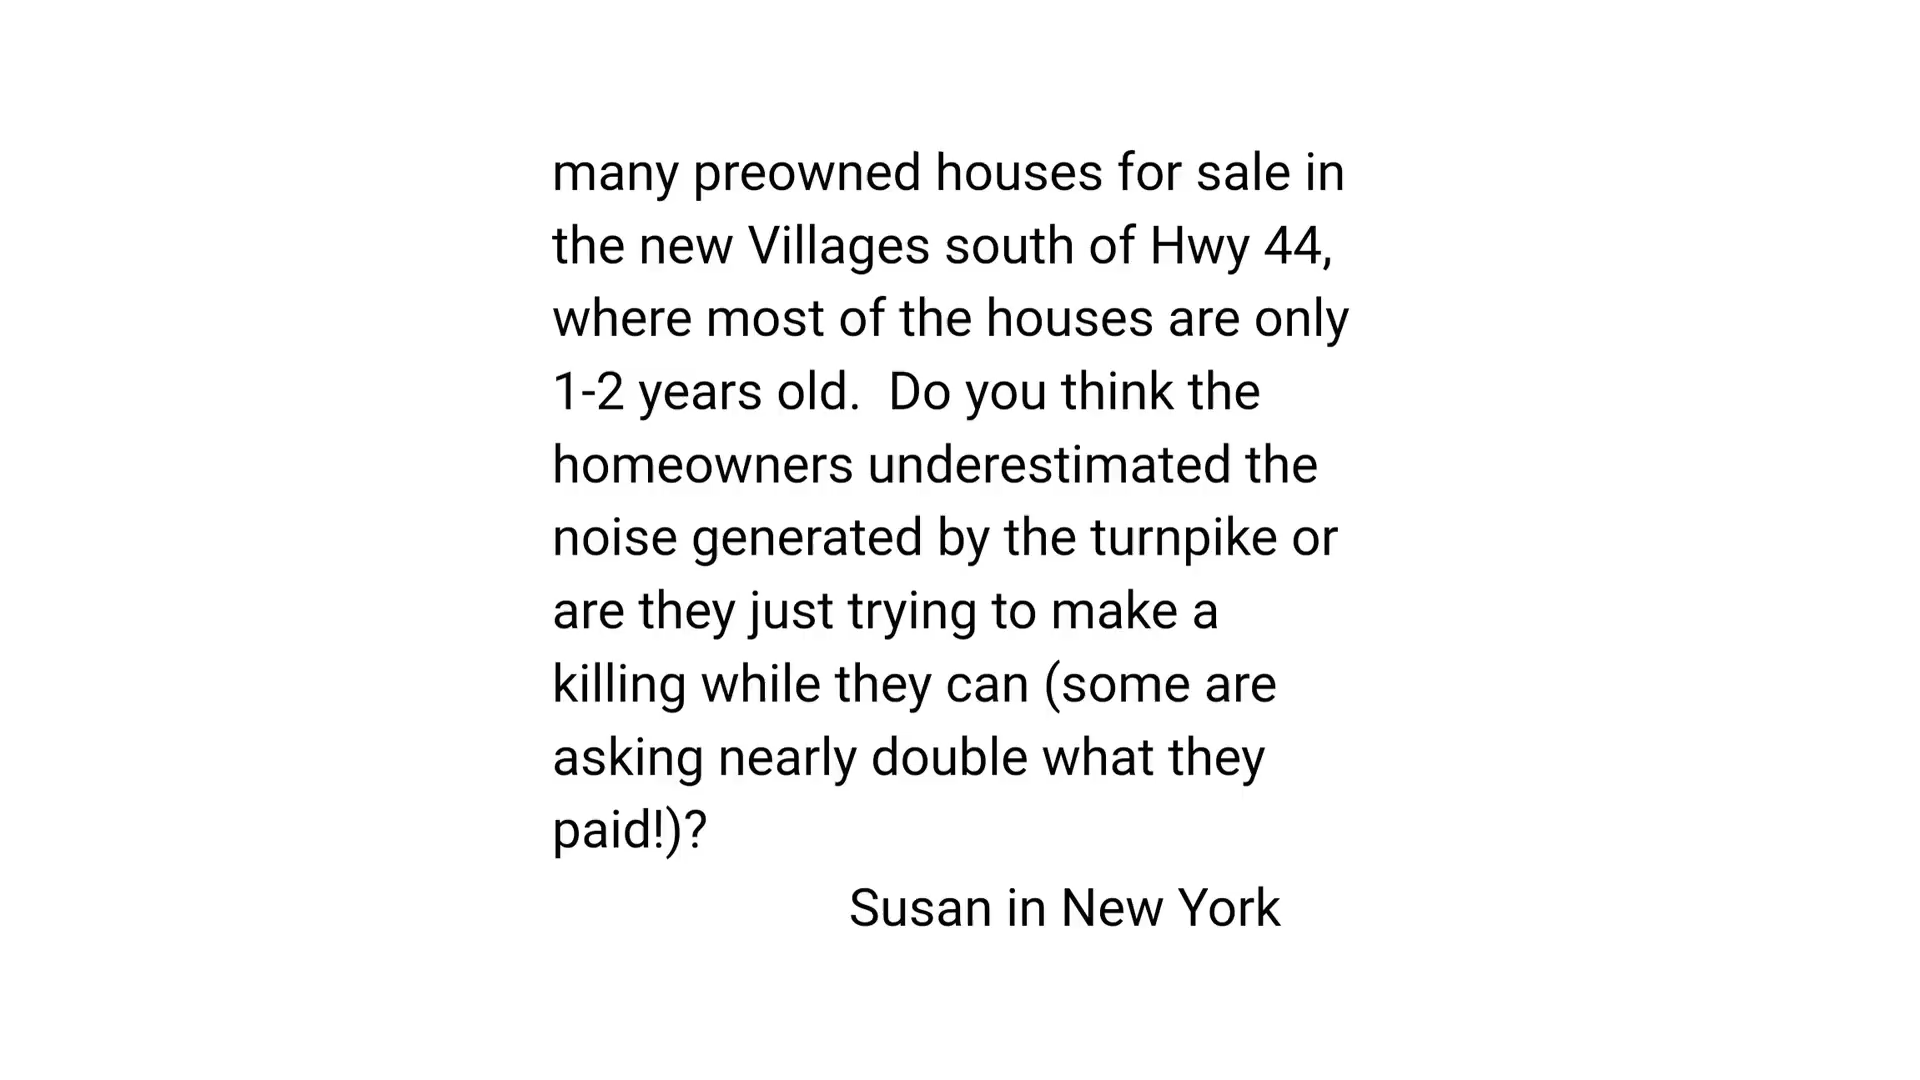 many preowned houses for sale in
the new Villages south of Hwy 44,
where most of the houses are only
1-2 years old.  Do you think the
homeowners underestimated the
noise generated by the turnpike or
are they just trying to make a
killing while they can (some are
asking nearly double what they
paid!)?
Susan in New York